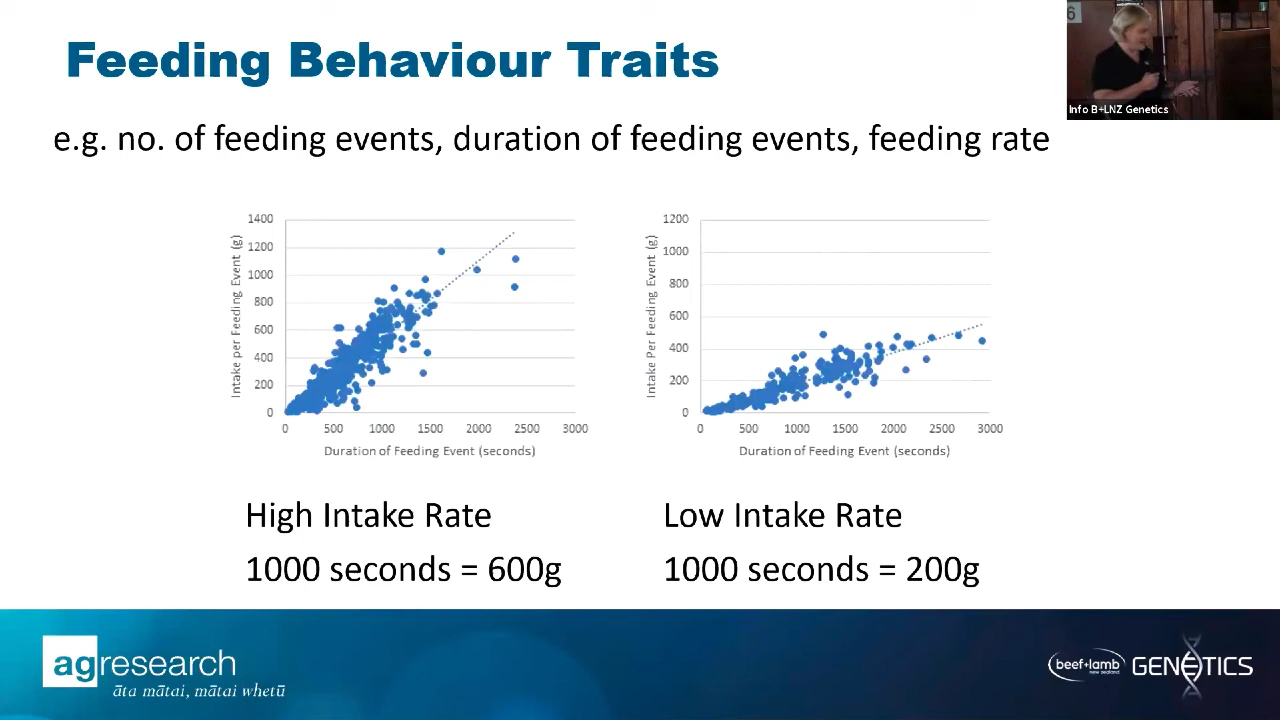 Feeding Behaviour Traits
6
Info B+LNZ Genetics
e.g. no. of feeding events, duration of feeding events, feeding rate
Intake per Feeding Event (g)
1400
1200
1000
800
600
400
200
0
0 500 1000 1500 2000 2500 3000
Duration of Feeding Event (seconds)
Intake Per Feeding Event (g)
1200
1000
800
600
400
200
0
0 500 1000 1500 2000 2500 3000
Duration of Feeding Event (seconds)
High Intake Rate
1000 seconds = 600g
Low Intake Rate
1000 seconds = 200g
agresearch
āta mātai, mātai whetū
beef+lamb
new zealand
GENETICS